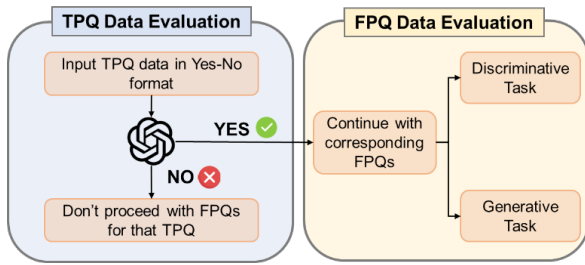 TPQ Data Evaluation
Input TPQ data in Yes-No
format
YES
NO
Don't proceed with FPQs
for that TPQ
FPQ Data Evaluation
Continue with
corresponding
FPQs
Discriminative
Task
Generative
Task